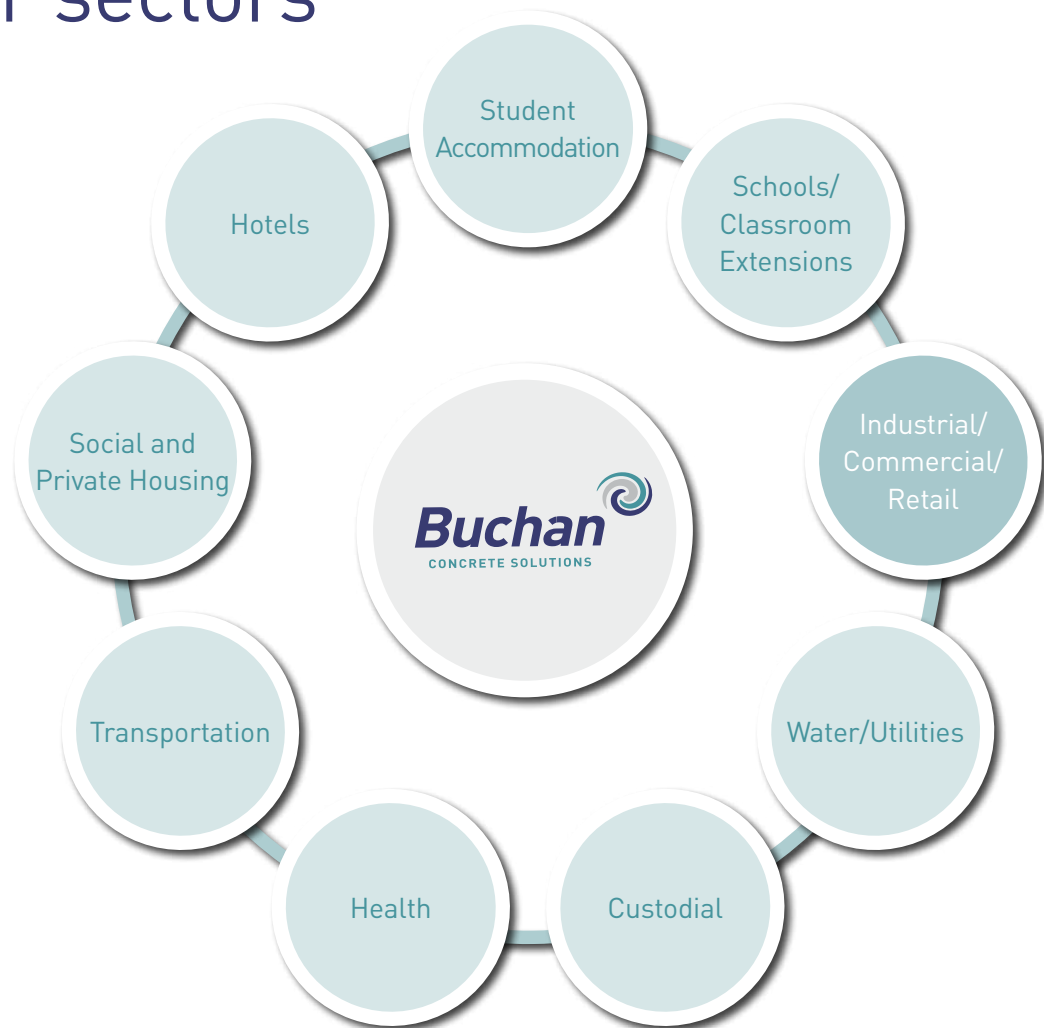 r sectors
Student
Accommodation
Schools/
Classroom
Extensions
Industrial/
Commercial/
Retail
Water/Utilities
Custodial
Health
Transportation
Social and
Private Housing
Hotels
Buchan
CONCRETE SOLUTIONS